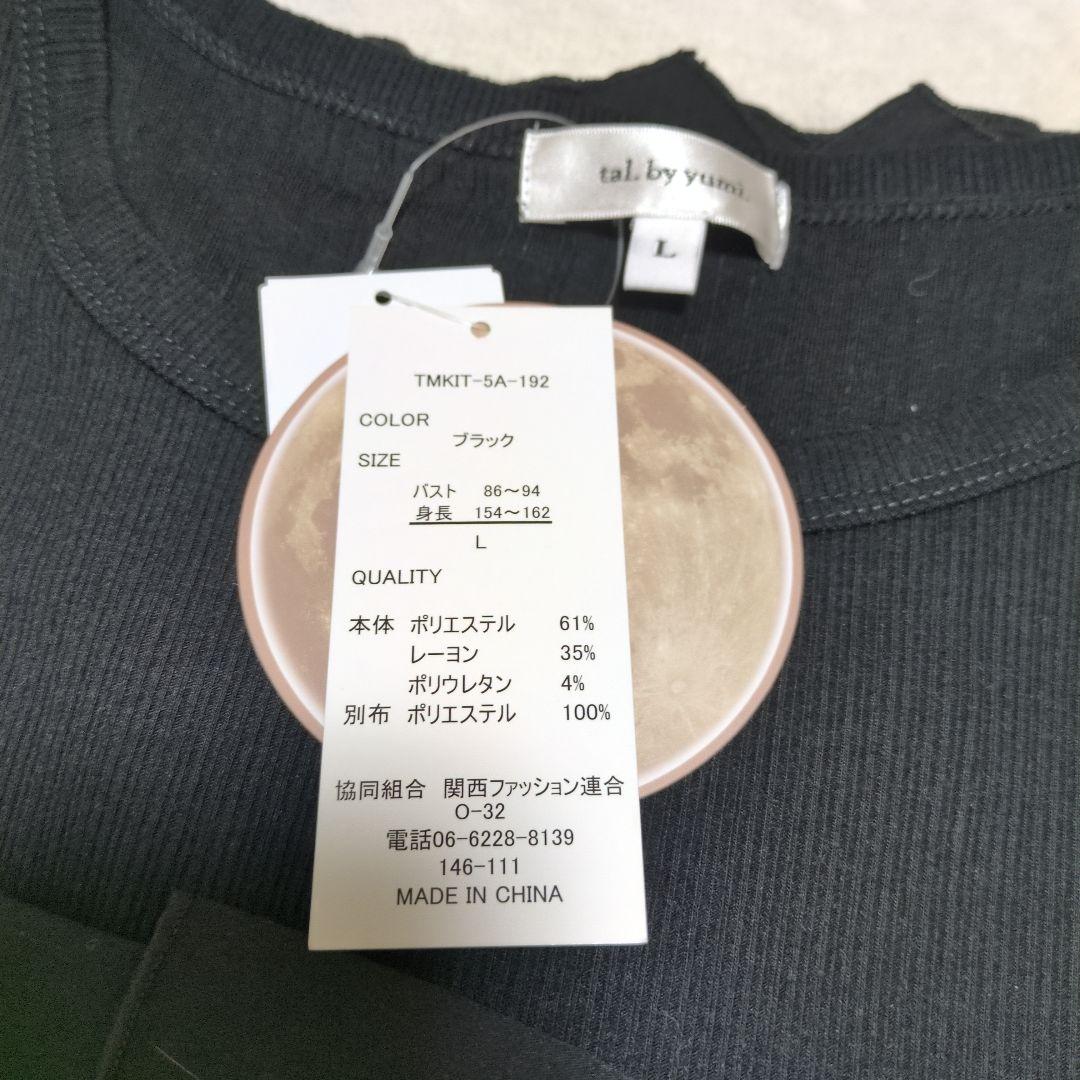 tal. by yumi.
L
TMKIT-5A-192
COLOR
ブラック
SIZE
バスト 86～94
身長 154～162
L
QUALITY
本体 ポリエステル 61%
レーヨン 35%
ポリウレタン 4%
別布 ポリエステル 100%
協同組合 関西ファッション連合
O-32
電話06-6228-8139
146-111
MADE IN CHINA